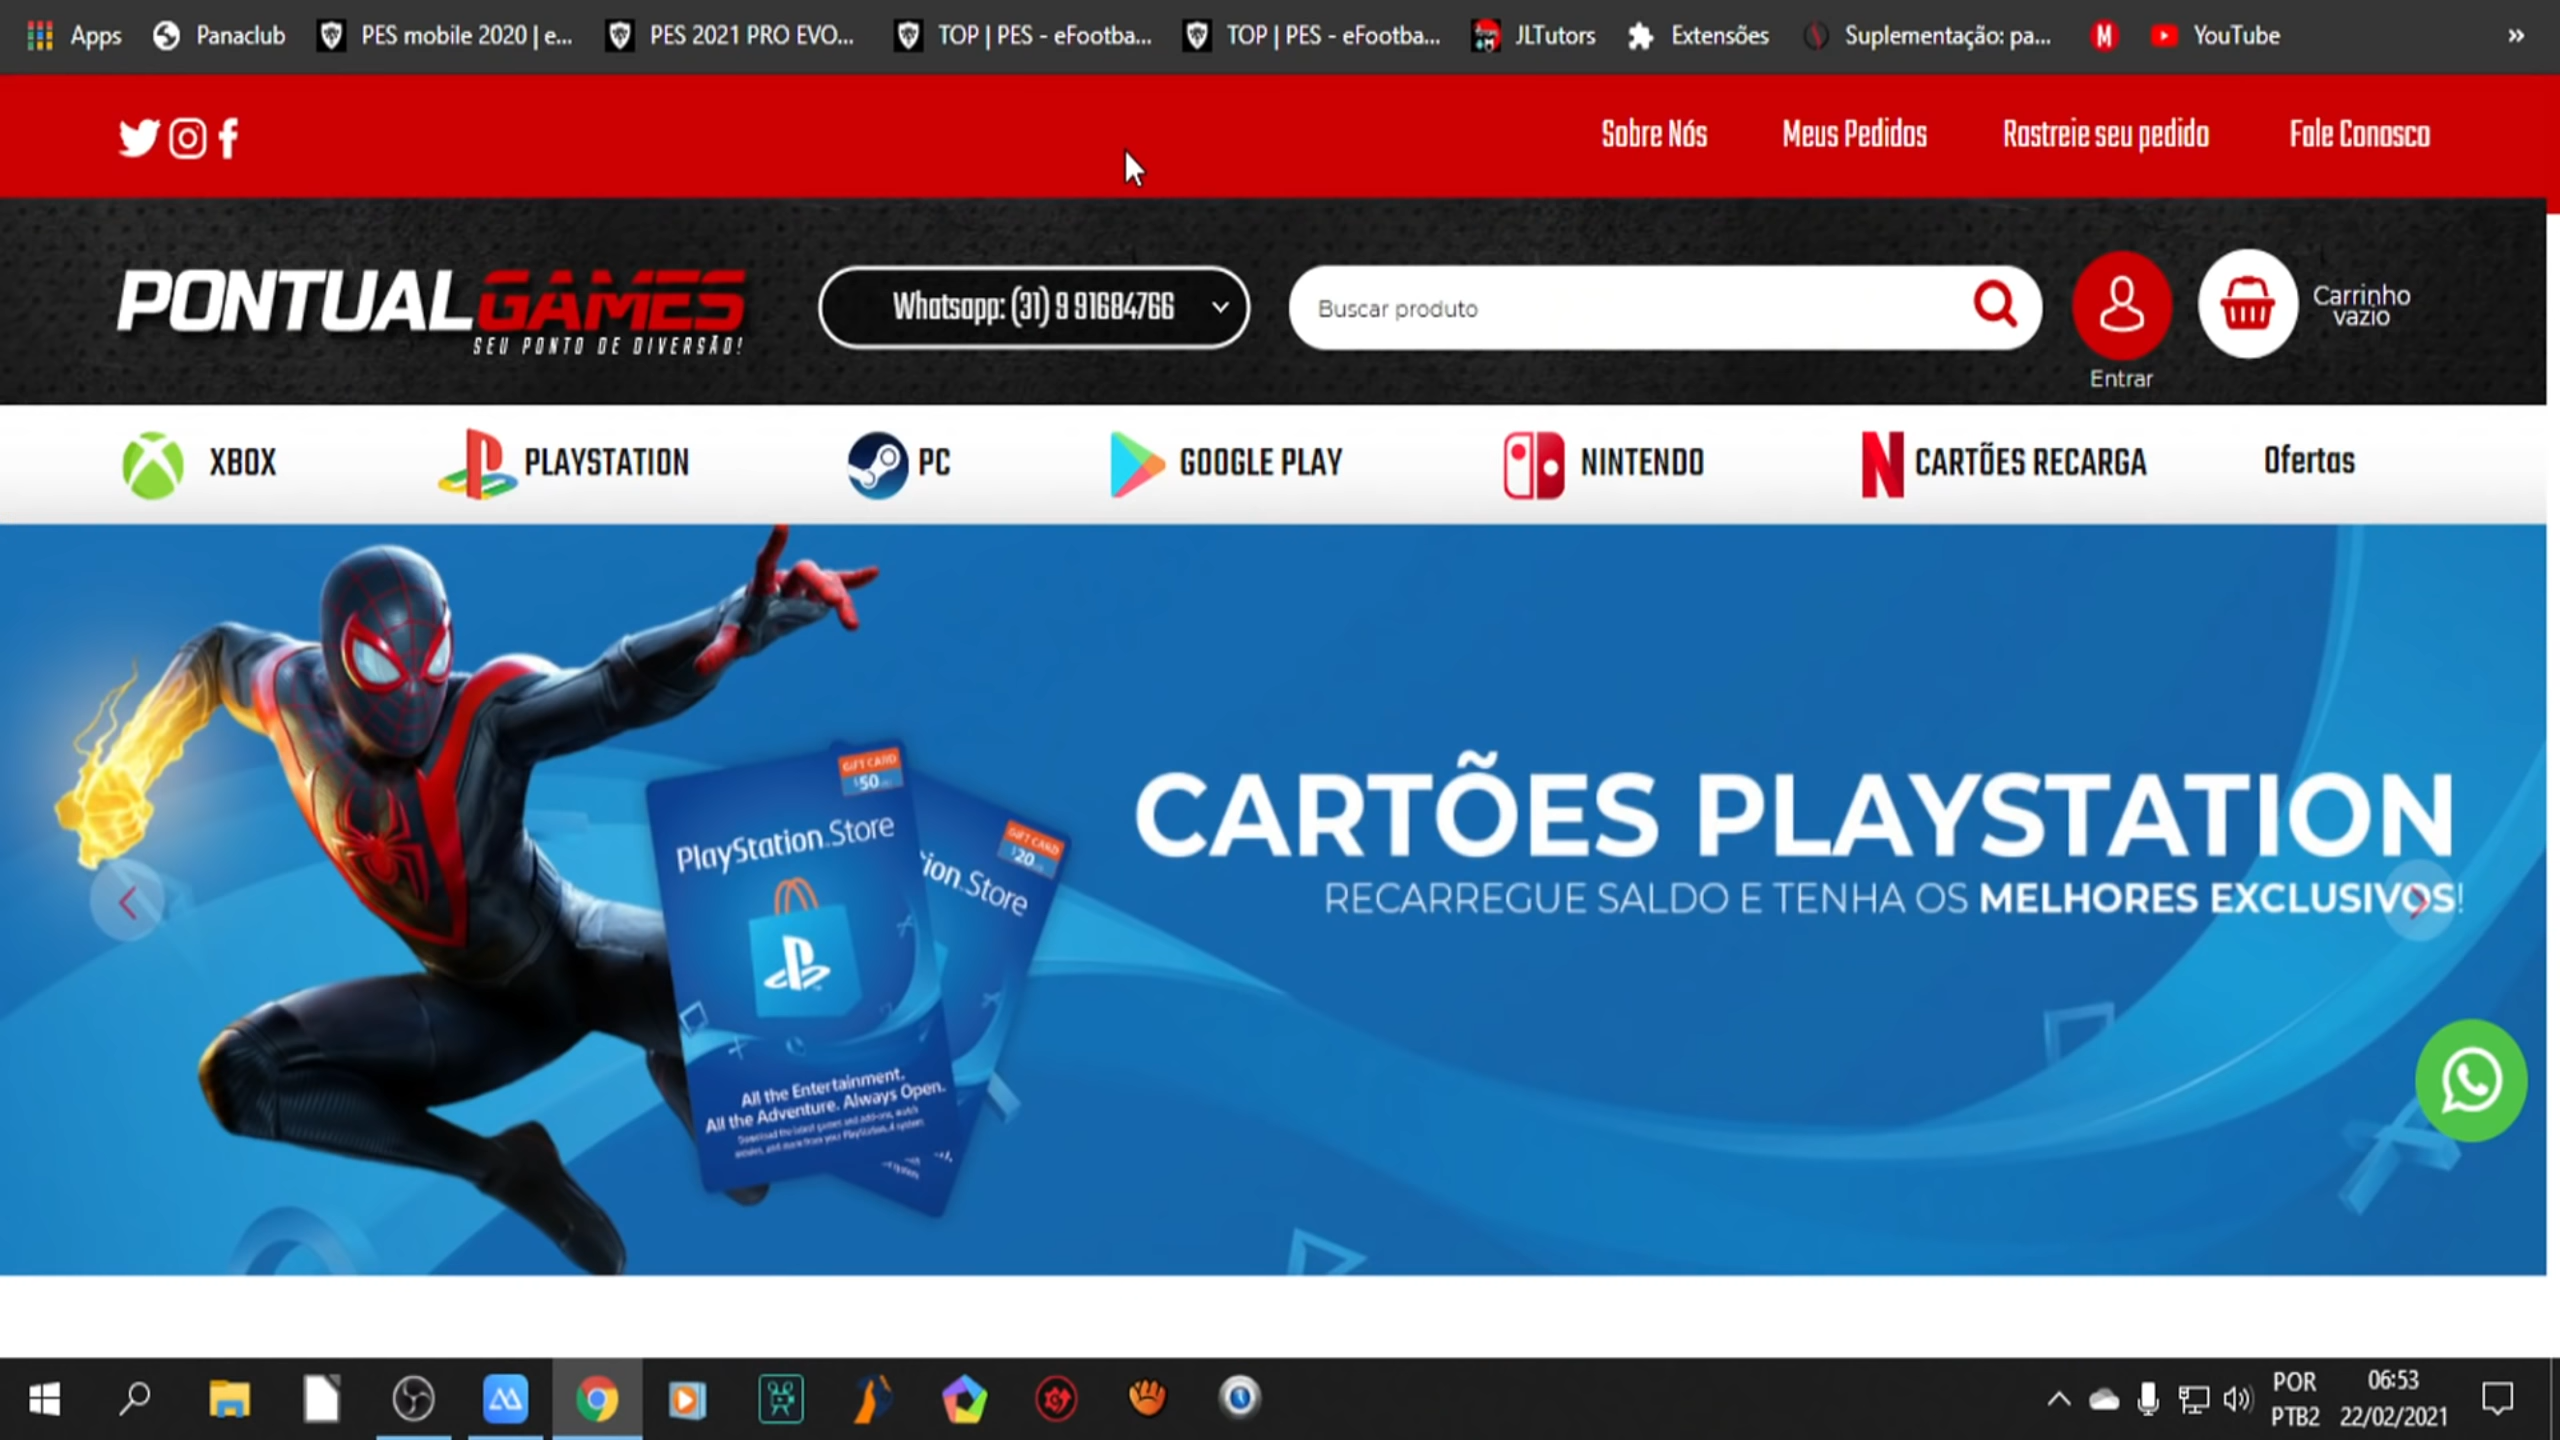 Apps Panaclub PES mobile 2020 | e... PES 2021 PRO EVO... TOP | PES - eFootba... TOP | PES - eFootba... JLTutors Extensões Suplementação: pa... M YouTube »
Sobre Nós Meus Pedidos Rastreie seu pedido Fale Conosco
PONTUALGAMES
SEU PONTO DE DIVERSÃO!
Whatsapp: (31) 9 91684766
Buscar produto
Entrar
Carrinho
vazio
XBOX PLAYSTATION PC GOOGLE PLAY NINTENDO CARTÕES RECARGA Ofertas
GIFT CARD
$50
PlayStation.Store
All the Entertainment.
All the Adventure. Always Open.
GIFT CARD
$20
ion.Store
CARTÕES PLAYSTATION
RECARREGUE SALDO E TENHA OS MELHORES EXCLUSIVOS!
POR
PTB2
06:53
22/02/2021